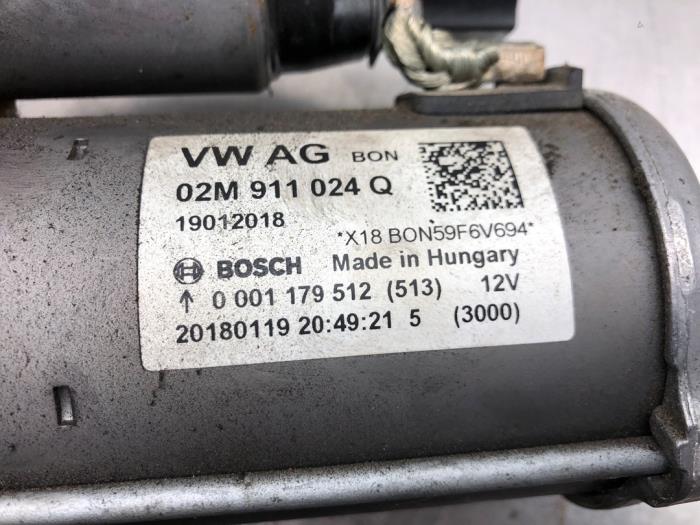 VW AG BON
02M 911 024 Q
19012018
*X18 BON59F6V694*
BOSCH Made in Hungary
↑ 0 001 179 512 (513) 12V
20180119 20:49:21 5 (3000)